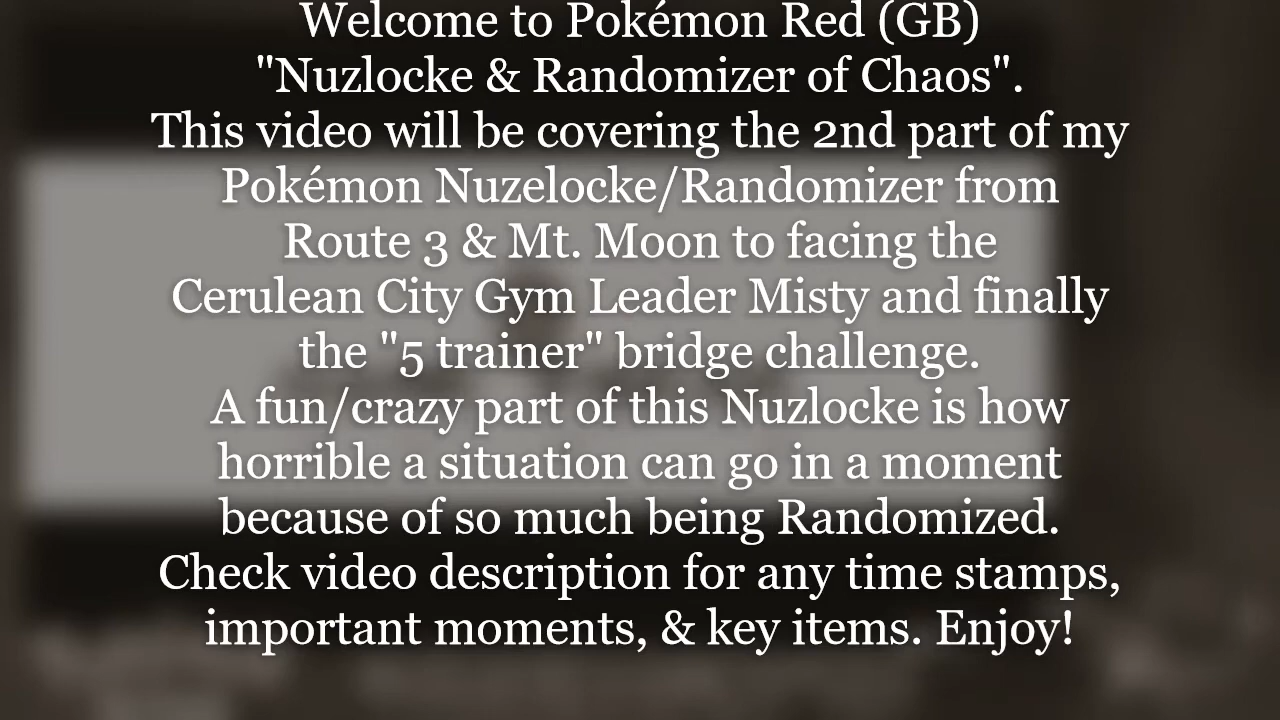 Welcome to Pokémon Red (GB)
"Nuzlocke & Randomizer of Chaos".
This video will be covering the 2nd part of my
Pokémon Nuzelocke/Randomizer from
Route 3 & Mt. Moon to facing the
Cerulean City Gym Leader Misty and finally
the "5 trainer" bridge challenge.
A fun/crazy part of this Nuzlocke is how
horrible a situation can go in a moment
because of so much being Randomized.
Check video description for any time stamps,
important moments, & key items. Enjoy!